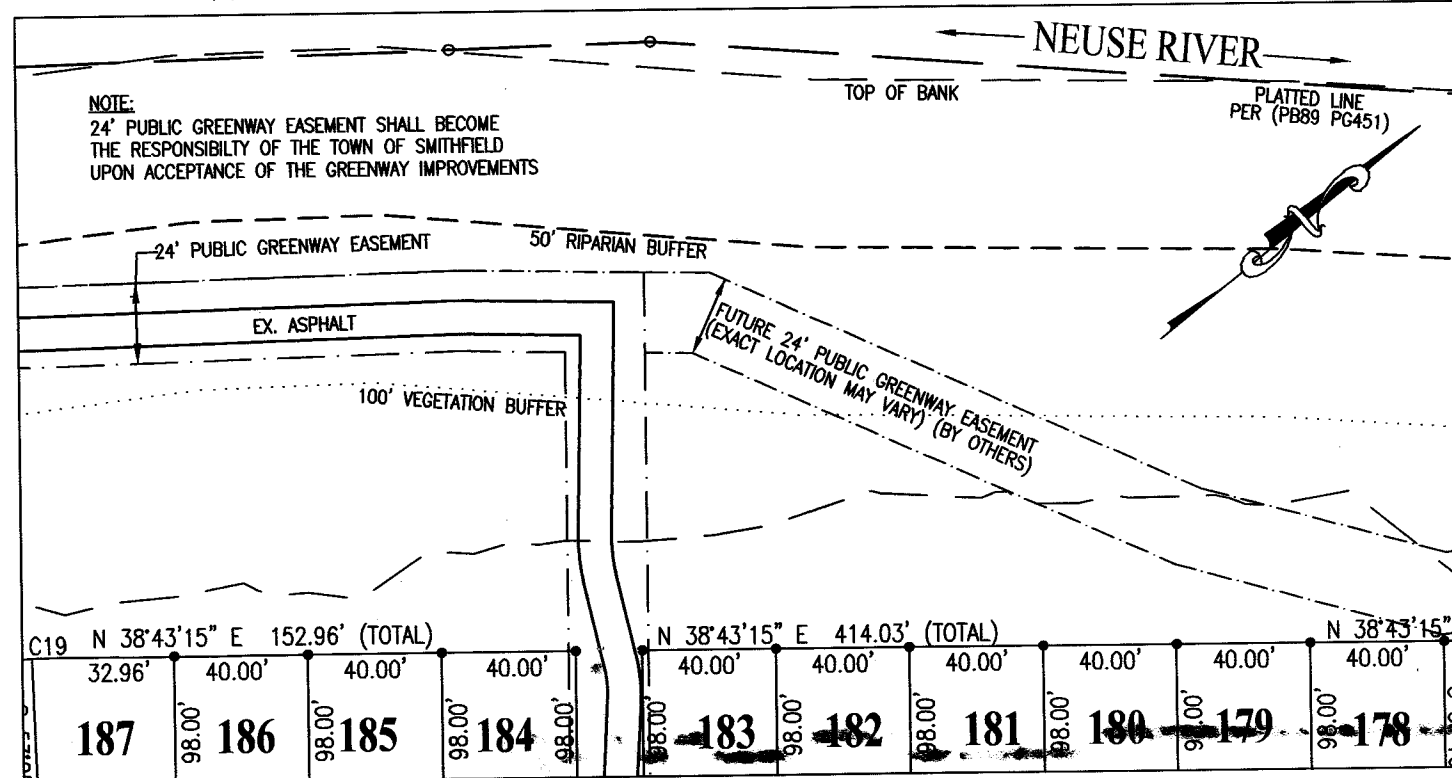 NEUSE RIVER
TOP OF BANK
PLATTED LINE
PER (PB89 PG451)
NOTE:
24' PUBLIC GREENWAY EASEMENT SHALL BECOME
THE RESPONSIBILTY OF THE TOWN OF SMITHFIELD
UPON ACCEPTANCE OF THE GREENWAY IMPROVEMENTS
24' PUBLIC GREENWAY EASEMENT
50' RIPARIAN BUFFER
EX. ASPHALT
FUTURE 24' PUBLIC GREENWAY EASEMENT
(EXACT LOCATION MAY VARY) (BY OTHERS)
100' VEGETATION BUFFER
C19 N 38°43'15" E 152.96' (TOTAL)
N 38°43'15" E 414.03' (TOTAL)
N 38°43'15"
32.96' 40.00' 40.00' 40.00' 40.00' 40.00' 40.00' 40.00' 40.00' 40.00'
187 98.00' 186 185 98.00' 184 98.00' 98.00' 183 98.00' 182 98.00' 181 180 98.00' 179 98.00' 178